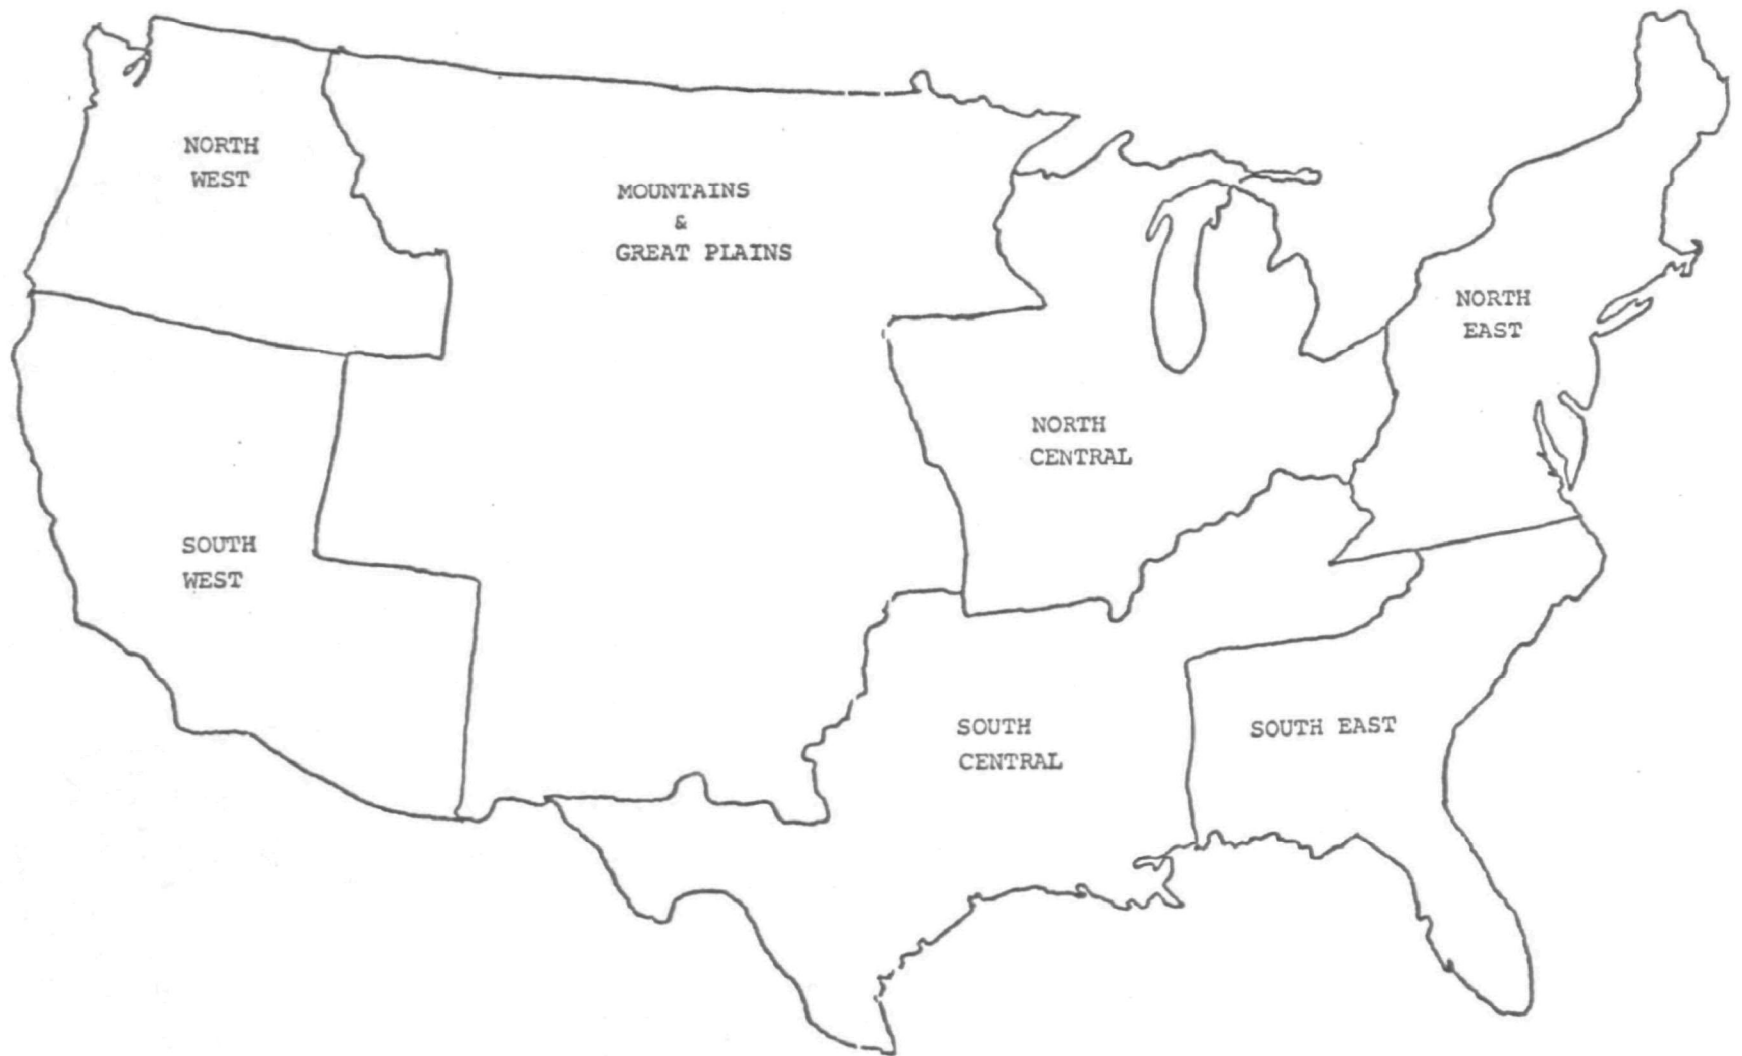 NORTH
WEST
MOUNTAINS
&
GREAT PLAINS
NORTH
EAST
NORTH
CENTRAL
SOUTH
WEST
SOUTH
CENTRAL
SOUTH EAST